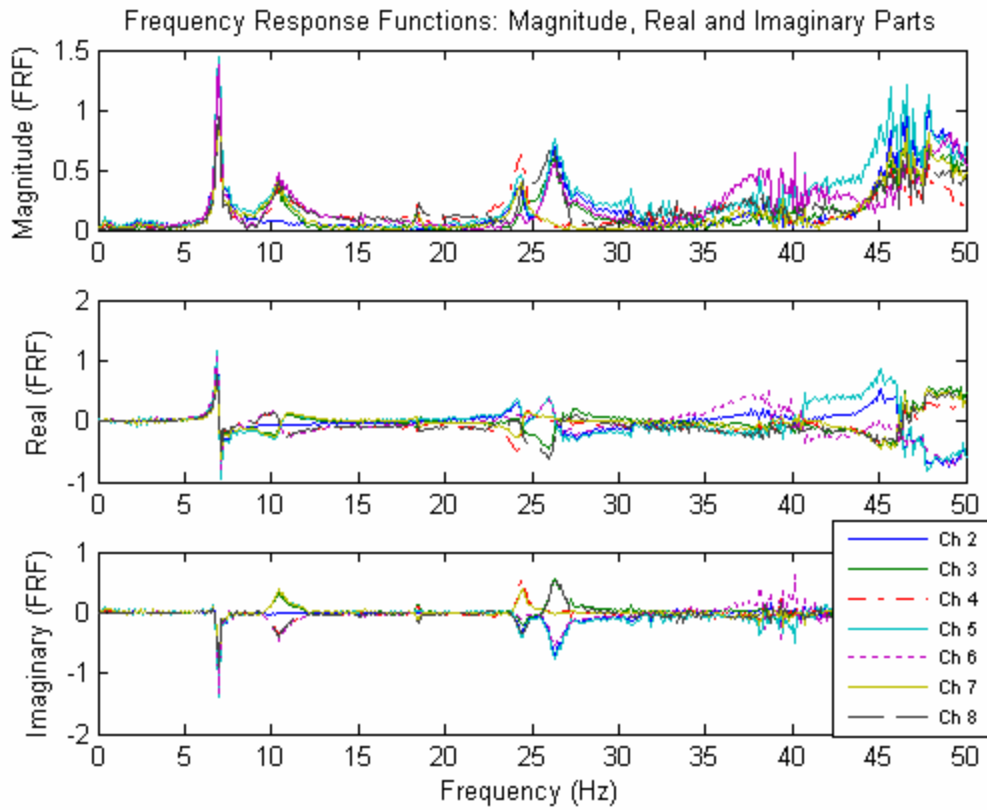 Frequency Response Functions: Magnitude, Real and Imaginary Parts
Magnitude (FRF)
1.5
1
0.5
0
0 5 10 15 20 25 30 35 40 45 50
Real (FRF)
2
1
0
-1
0 5 10 15 20 25 30 35 40 45 50
Imaginary (FRF)
1
0
-1
-2
0 5 10 15 20 25 30 35 40 45 50
Frequency (Hz)
Ch 2
Ch 3
Ch 4
Ch 5
Ch 6
Ch 7
Ch 8